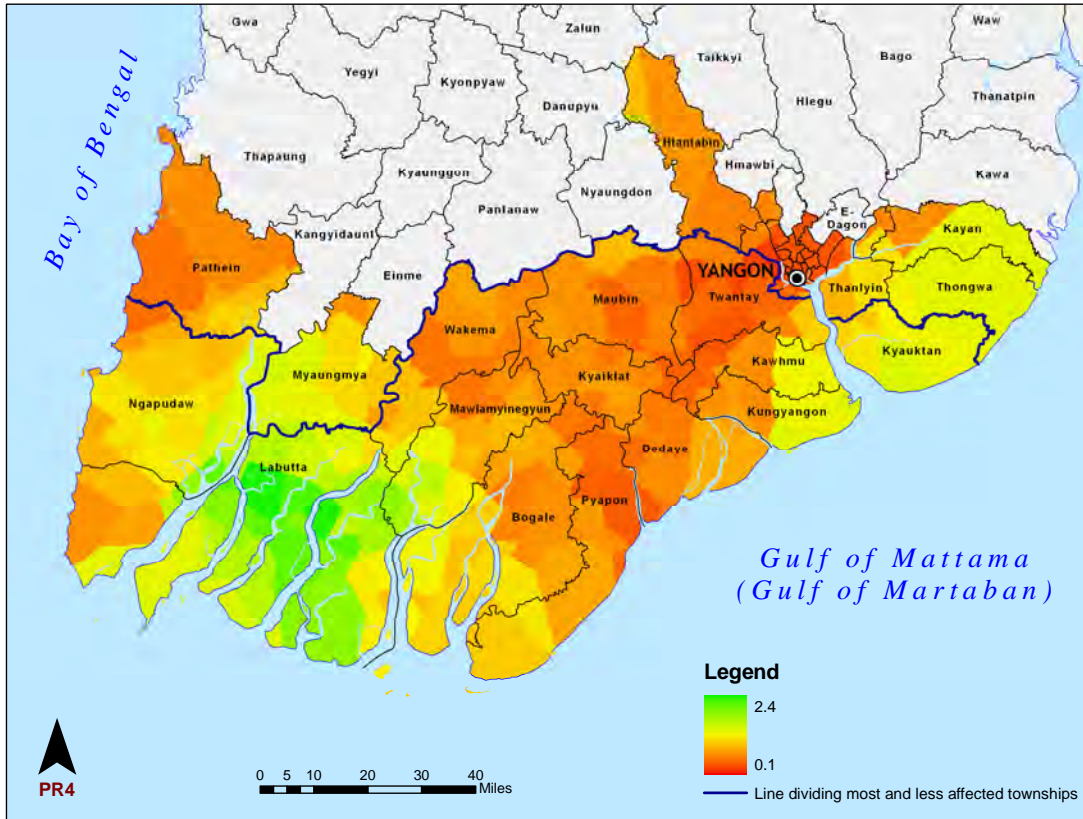 Gwa
Zalun
Waw
Taikkyi
Bago
Yegyi
Kyonpyaw
Hlegu
Thanatpin
Danupyu
Bay of Bengal
Htantabin
Thapaung
Hmawbi
Kyaunggon
Kawa
Nyaungdon
Pantanaw
E-
Dagon
Kangyidaunt
Kayan
Einme
Pathein
YANGON
Thanlyin
Thongwa
Maubin
Twantay
Wakema
Kyauktan
Kawhmu
Myaungmya
Kyaiklat
Ngapudaw
Mawlamyinegyun
Kungyangon
Dedaye
Labutta
Pyapon
Bogale
Gulf of Mattama
(Gulf of Martaban)
Legend
2.4
0.1
Line dividing most and less affected townships
PR4
0 5 10 20 30 40
Miles